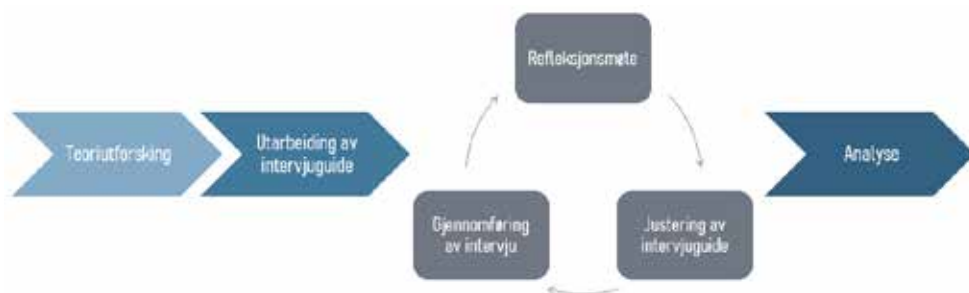 Teoriutforsking
Utarbeiding av
intervjuguide
Refleksjonsmøte
Gjennomføring
av intervju
Justering av
intervjuguide
Analyse